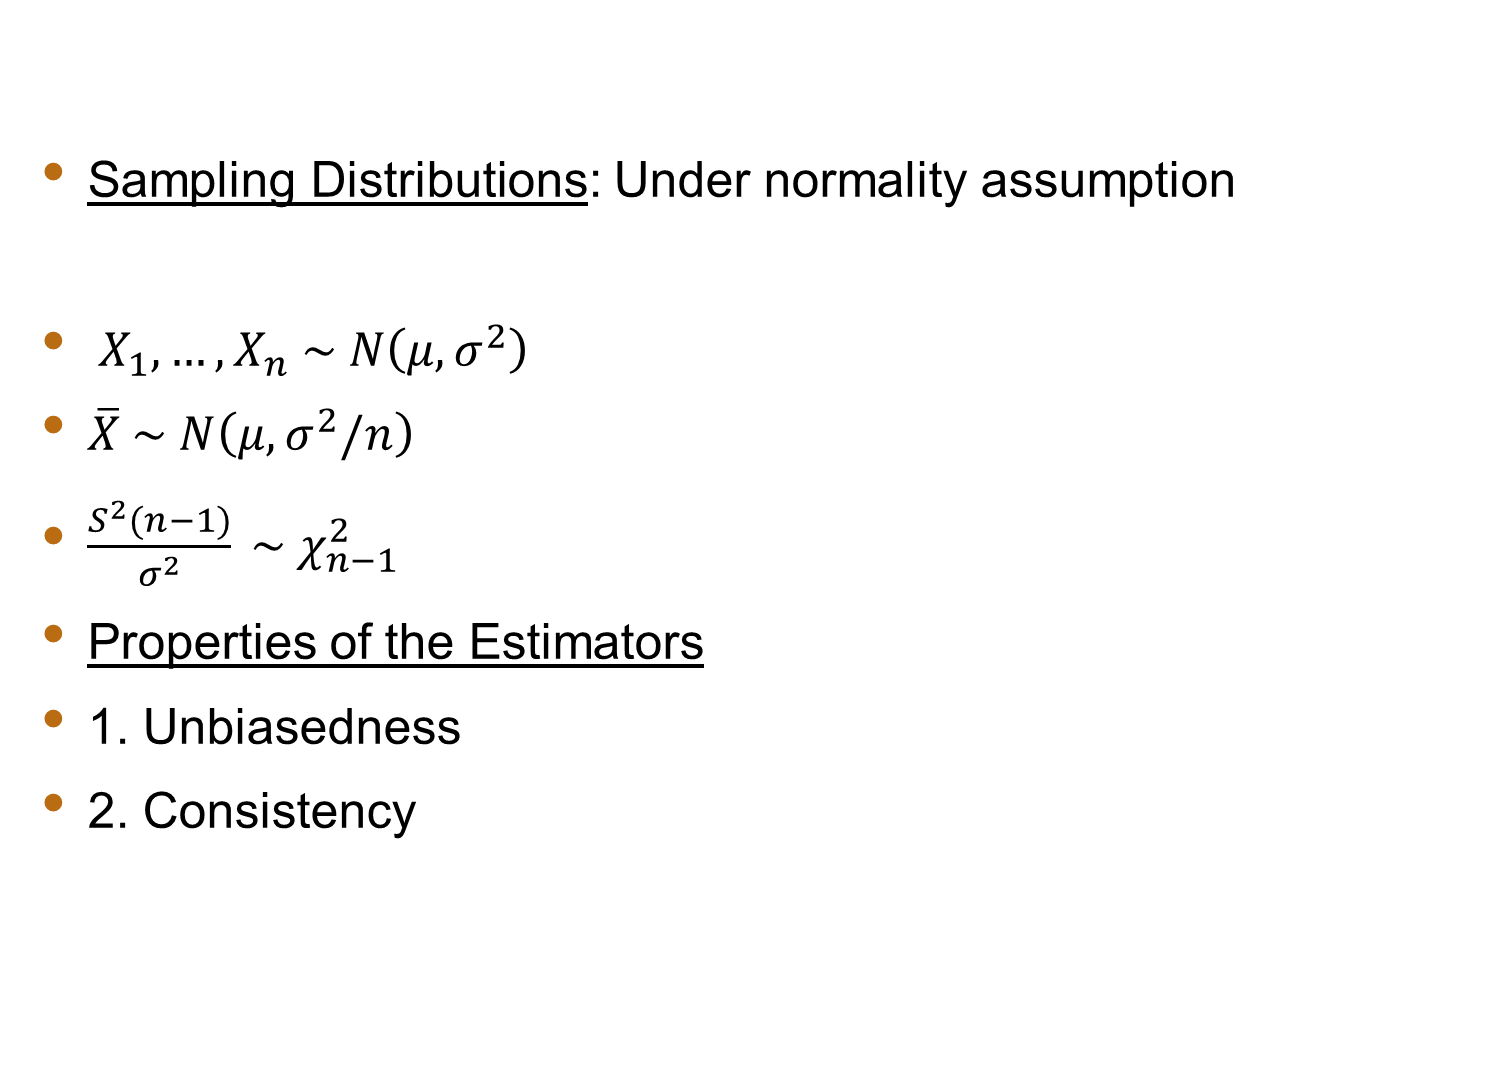 • Sampling Distributions: Under normality assumption
• X₁, … , Xₙ ~ N(μ, σ²)
• X̄ ~ N(μ, σ²/n)
• S²(n−1)/σ² ~ χ²ₙ₋₁
• Properties of the Estimators
• 1. Unbiasedness
• 2. Consistency